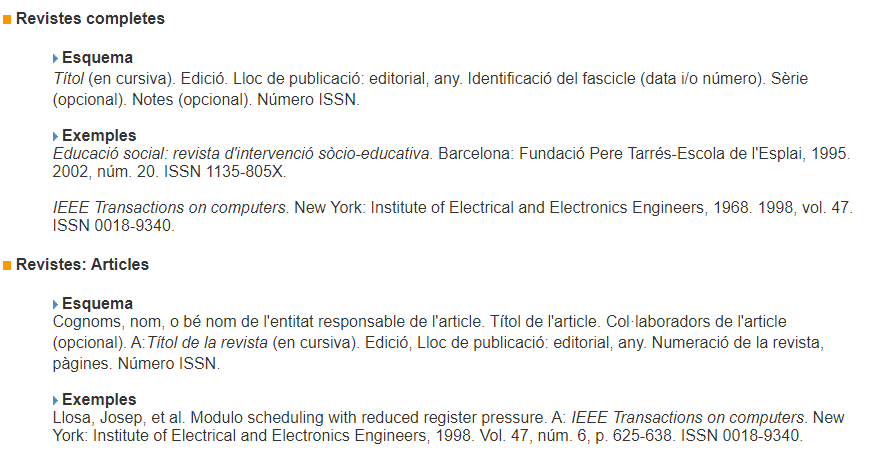 Revistes completes
Esquema
Títol (en cursiva). Edició. Lloc de publicació: editorial, any. Identificació del fascicle (data i/o número). Sèrie
(opcional). Notes (opcional). Número ISSN.
Exemples
Educació social: revista d'intervenció sòcio-educativa. Barcelona: Fundació Pere Tarrés-Escola de l'Esplai, 1995.
2002, núm. 20. ISSN 1135-805X.
IEEE Transactions on computers. New York: Institute of Electrical and Electronics Engineers, 1968. 1998, vol. 47.
ISSN 0018-9340.
Revistes: Articles
Esquema
Cognoms, nom, o bé nom de l'entitat responsable de l'article. Títol de l'article. Col·laboradors de l'article
(opcional). A:Títol de la revista (en cursiva). Edició, Lloc de publicació: editorial, any. Numeració de la revista,
pàgines. Número ISSN.
Exemples
Llosa, Josep, et al. Modulo scheduling with reduced register pressure. A: IEEE Transactions on computers. New
York: Institute of Electrical and Electronics Engineers, 1998. Vol. 47, núm. 6, p. 625-638. ISSN 0018-9340.